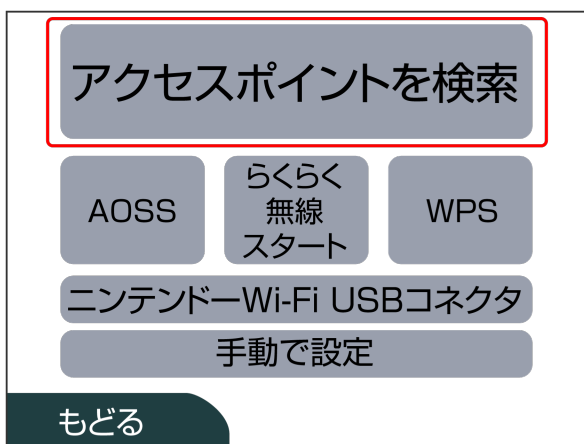 アクセスポイントを検索
AOSS
らくらく
無線
スタート
WPS
ニンテンドーWi-Fi USBコネクタ
手動で設定
もどる